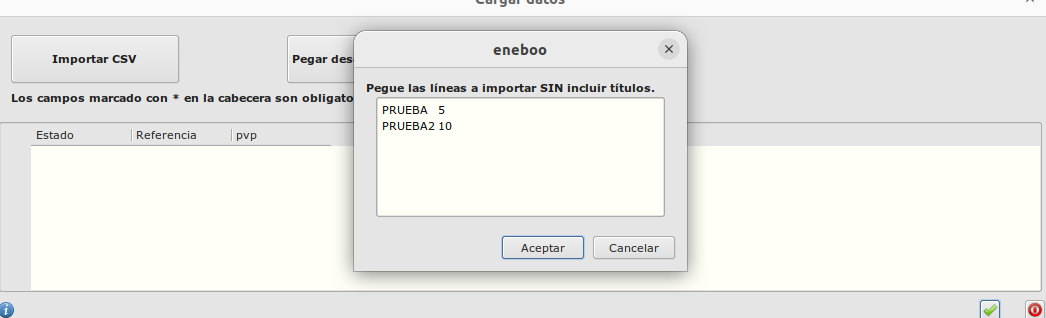 Cargar datos
eneboo
Importar CSV
Pegar des
Pegue las líneas a importar SIN incluir títulos.
Los campos marcado con * en la cabecera son obligato
PRUEBA 5
PRUEBA2 10
Estado Referencia pvp
Aceptar Cancelar